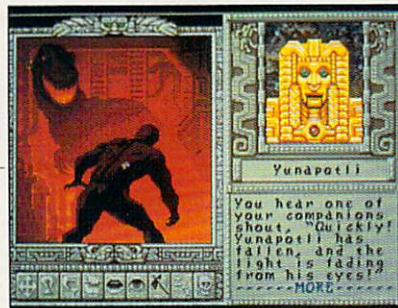 Yunapotli
You hear one of
your companions
shout, "Quickly!
Yunapotli has
fallen, and the
light is fading
from his eyes!"
------MORE------